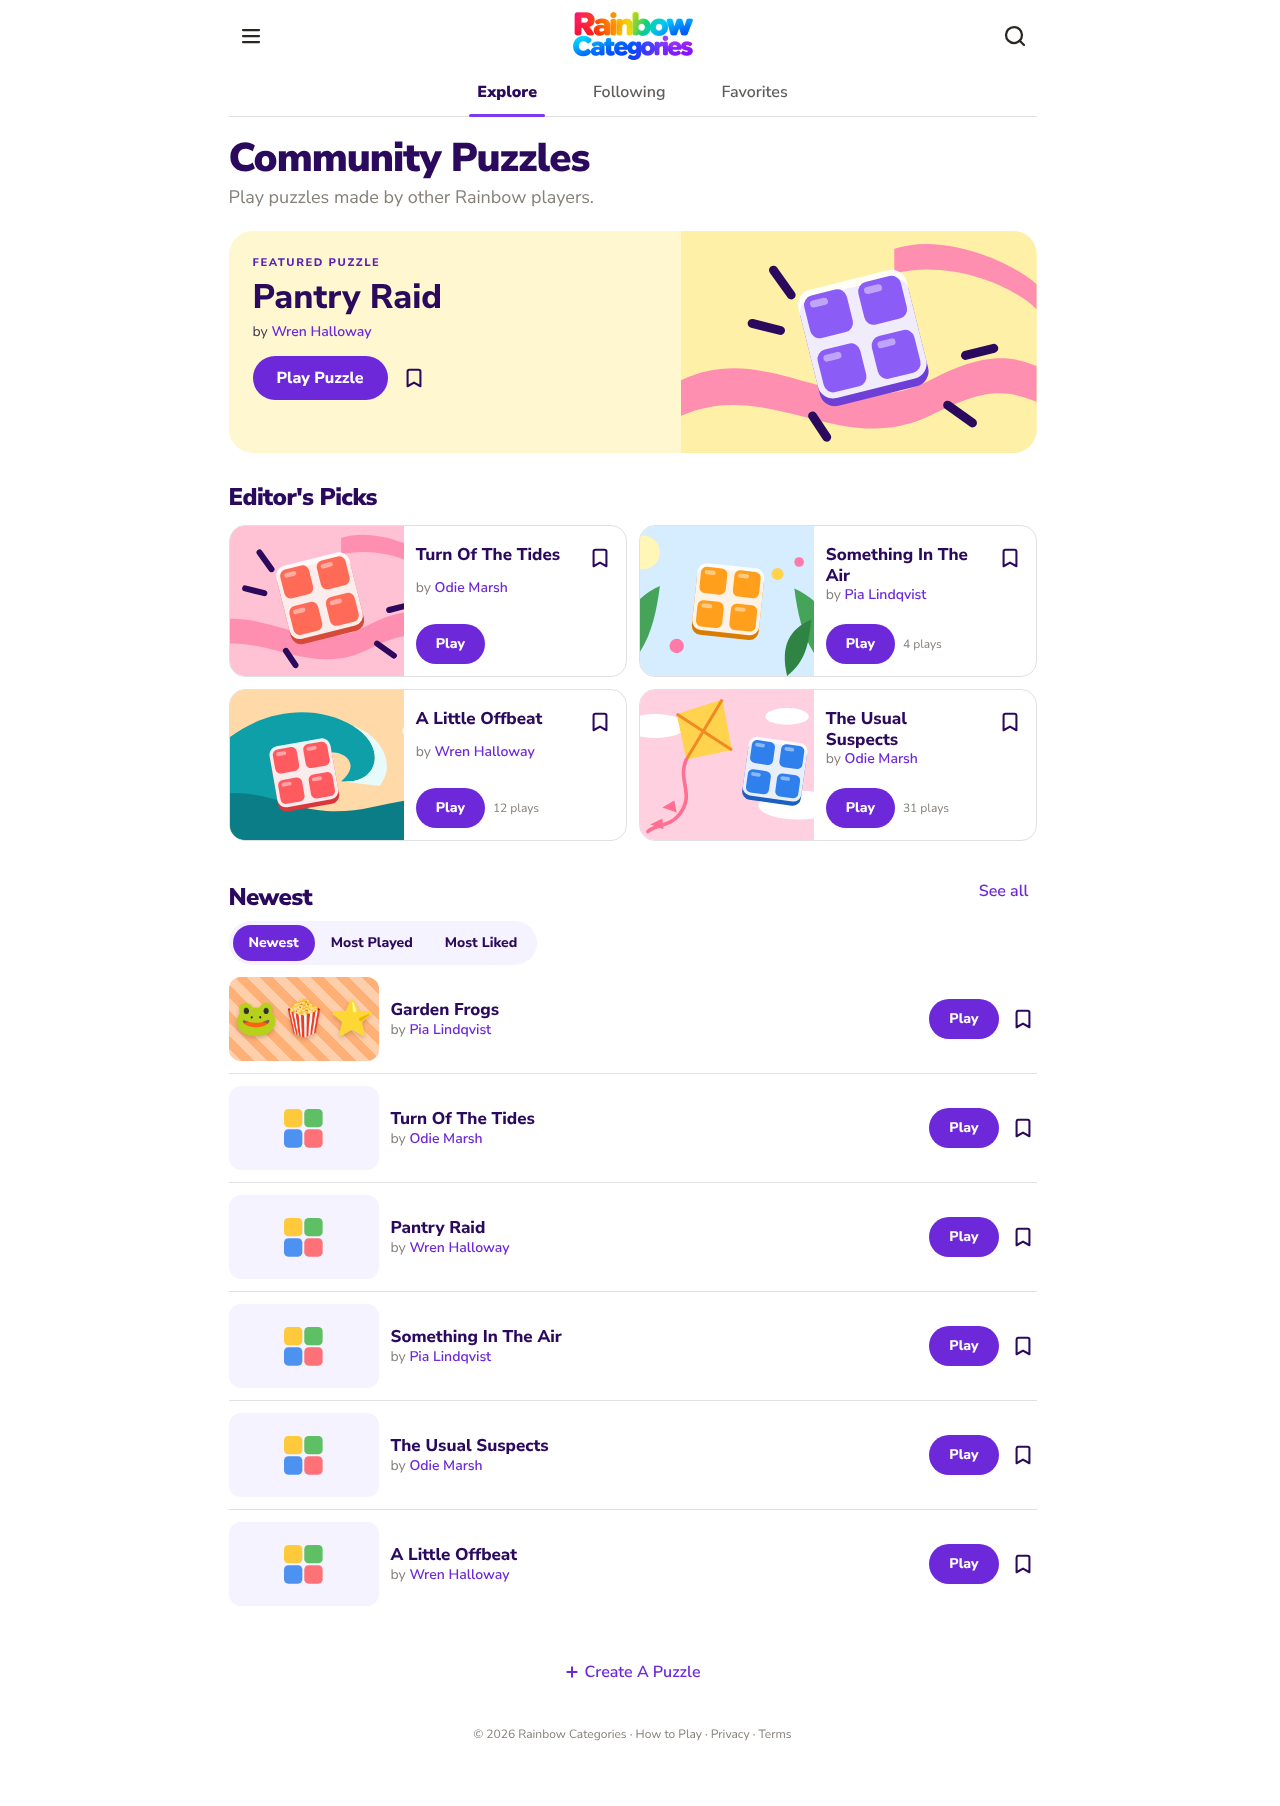 Rainbow
Categories
Explore
Following
Favorites
Community Puzzles
Play puzzles made by other Rainbow players.
FEATURED PUZZLE
Pantry Raid
by Wren Halloway
Play Puzzle
Editor's Picks
Turn Of The Tides
by Odie Marsh
Play
Something In The
Air
by Pia Lindqvist
Play
4 plays
A Little Offbeat
by Wren Halloway
Play
12 plays
The Usual
Suspects
by Odie Marsh
Play
31 plays
Newest
See all
Newest
Most Played
Most Liked
Garden Frogs
by Pia Lindqvist
Play
Turn Of The Tides
by Odie Marsh
Play
Pantry Raid
by Wren Halloway
Play
Something In The Air
by Pia Lindqvist
Play
The Usual Suspects
by Odie Marsh
Play
A Little Offbeat
by Wren Halloway
Play
+ Create A Puzzle
© 2026 Rainbow Categories · How to Play · Privacy · Terms